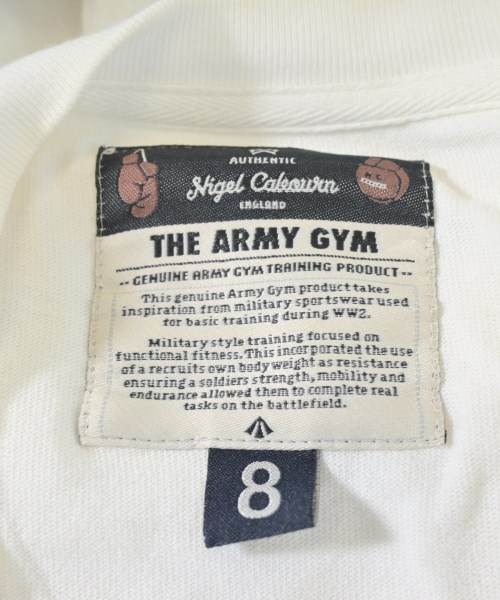 AUTHENTIC
Nigel Cabourn
ENGLAND
N.C.
THE ARMY GYM
-- GENUINE ARMY GYM TRAINING PRODUCT --
This genuine Army Gym product takes
inspiration from military sportswear used
for basic training during WW2.
Military style training focused on
functional fitness. This incorporated the use
of a recruits own body weight as resistance
ensuring a soldiers strength, mobility and
endurance allowed them to complete real
tasks on the battlefield.
8